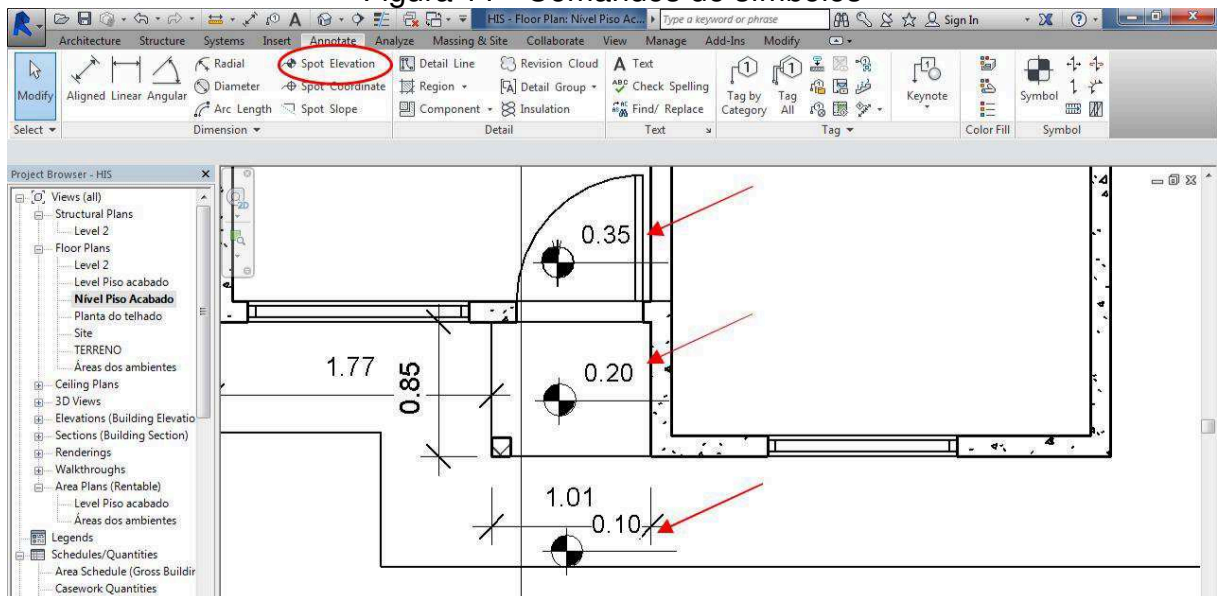 HIS - Floor Plan: Nivel Piso Ac... Type a keyword or phrase Sign In
Architecture Structure Systems Insert Annotate Analyze Massing & Site Collaborate View Manage Add-Ins Modify
Modify
Aligned Linear Angular
Radial
Diameter
Arc Length
Spot Elevation
Spot Coordinate
Spot Slope
Detail Line
Region
Component
Revision Cloud
Detail Group
Insulation
A Text
ABC Check Spelling
Find/ Replace
Tag by Category
Tag All
Keynote
Symbol
Select Dimension Detail Text Tag Color Fill Symbol
Project Browser - HIS
Views (all)
Structural Plans
Level 2
Floor Plans
Level 2
Level Piso acabado
Nível Piso Acabado
Planta do telhado
Site
TERRENO
Áreas dos ambientes
Ceiling Plans
3D Views
Elevations (Building Elevatio
Sections (Building Section)
Renderings
Walkthroughs
Area Plans (Rentable)
Level Piso acabado
Áreas dos ambientes
Legends
Schedules/Quantities
Area Schedule (Gross Buildin
Casework Quantities
2D
0.35
0.20
1.77
0.85
1.01
0.10